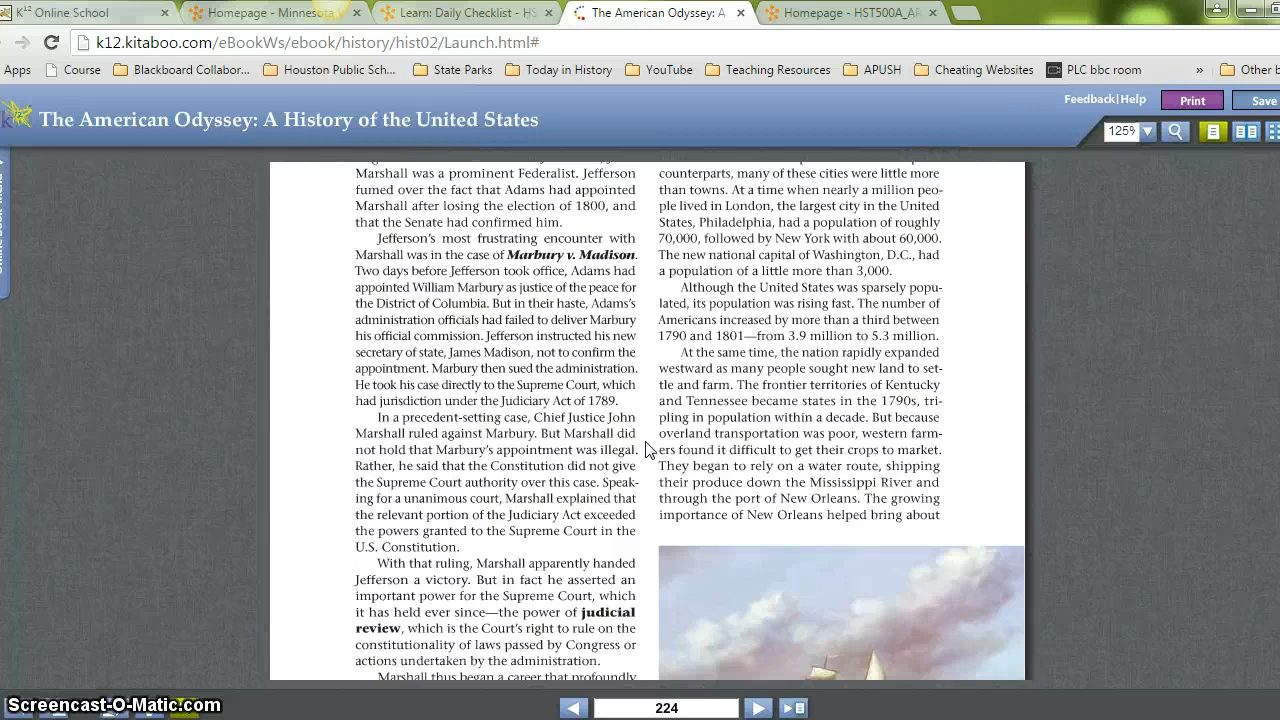 K¹² Online School
Homepage - Minnesota V
Learn: Daily Checklist - HS
The American Odyssey: A
Homepage - HST500A_AR
k12.kitaboo.com/eBookWs/ebook/history/hist02/Launch.html#
Apps Course Blackboard Collabor... Houston Public Sch... State Parks Today in History YouTube Teaching Resources APUSH Cheating Websites PLC bbc room » Other b
Feedback|Help Print Save
The American Odyssey: A History of the United States
125%
Marshall was a prominent Federalist. Jefferson
fumed over the fact that Adams had appointed
Marshall after losing the election of 1800, and
that the Senate had confirmed him.
Jefferson's most frustrating encounter with
Marshall was in the case of Marbury v. Madison.
Two days before Jefferson took office, Adams had
appointed William Marbury as justice of the peace for
the District of Columbia. But in their haste, Adams's
administration officials had failed to deliver Marbury
his official commission. Jefferson instructed his new
secretary of state, James Madison, not to confirm the
appointment. Marbury then sued the administration.
He took his case directly to the Supreme Court, which
had jurisdiction under the Judiciary Act of 1789.
In a precedent-setting case, Chief Justice John
Marshall ruled against Marbury. But Marshall did
not hold that Marbury's appointment was illegal.
Rather, he said that the Constitution did not give
the Supreme Court authority over this case. Speak-
ing for a unanimous court, Marshall explained that
the relevant portion of the Judiciary Act exceeded
the powers granted to the Supreme Court in the
U.S. Constitution.
With that ruling, Marshall apparently handed
Jefferson a victory. But in fact he asserted an
important power for the Supreme Court, which
it has held ever since—the power of judicial
review, which is the Court's right to rule on the
constitutionality of laws passed by Congress or
actions undertaken by the administration.
Marshall thus began a career that profoundly
counterparts, many of these cities were little more
than towns. At a time when nearly a million peo-
ple lived in London, the largest city in the United
States, Philadelphia, had a population of roughly
70,000, followed by New York with about 60,000.
The new national capital of Washington, D.C., had
a population of a little more than 3,000.
Although the United States was sparsely popu-
lated, its population was rising fast. The number of
Americans increased by more than a third between
1790 and 1801—from 3.9 million to 5.3 million.
At the same time, the nation rapidly expanded
westward as many people sought new land to set-
tle and farm. The frontier territories of Kentucky
and Tennessee became states in the 1790s, tri-
pling in population within a decade. But because
overland transportation was poor, western farm-
ers found it difficult to get their crops to market.
They began to rely on a water route, shipping
their produce down the Mississippi River and
through the port of New Orleans. The growing
importance of New Orleans helped bring about
224
Screencast-O-Matic.com